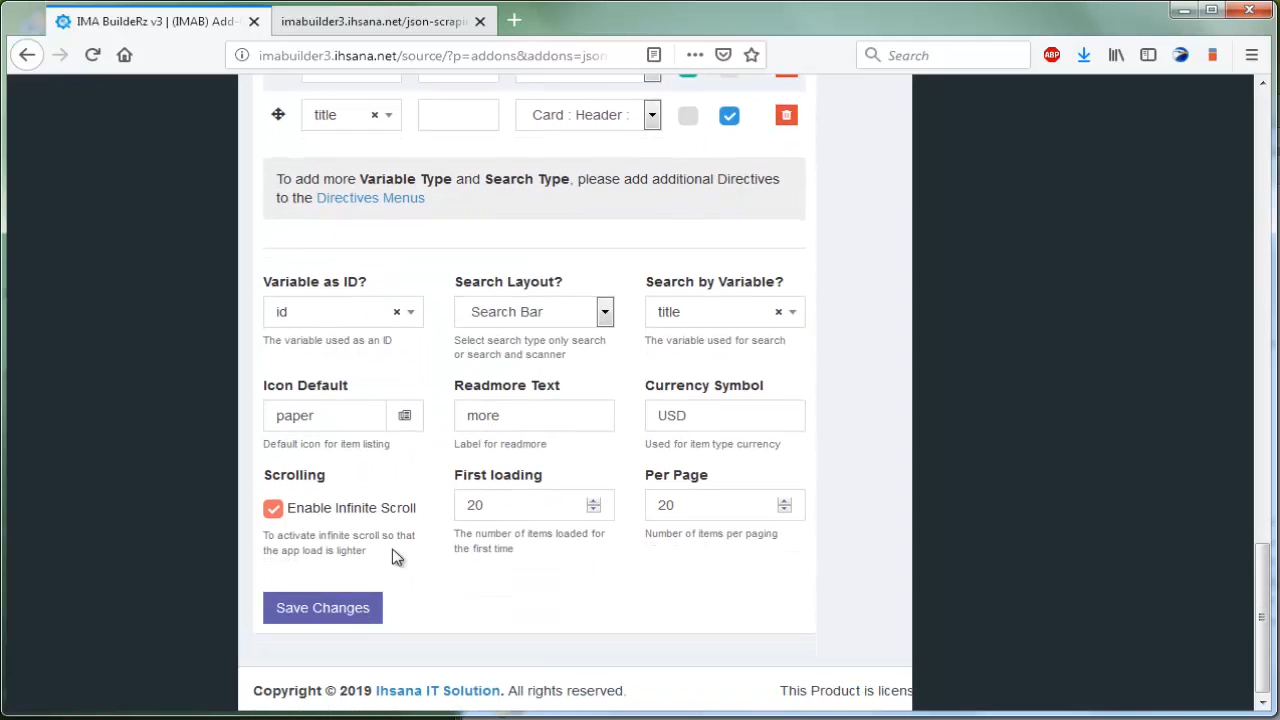 IMA BuildeRz v3 | (IMAB) Add-
imabuilder3.ihsana.net/json-scrapi
imabuilder3.ihsana.net/source/?p=addons&addons=json
Search
ABP
title
Card : Header :
To add more Variable Type and Search Type, please add additional Directives
to the Directives Menus
Variable as ID?
Search Layout?
Search by Variable?
id
Search Bar
title
The variable used as an ID
Select search type only search
or search and scanner
The variable used for search
Icon Default
Readmore Text
Currency Symbol
paper
more
USD
Default icon for item listing
Label for readmore
Used for item type currency
Scrolling
First loading
Per Page
Enable Infinite Scroll
20
20
To activate infinite scroll so that
the app load is lighter
The number of items loaded for
the first time
Number of items per paging
Save Changes
Copyright © 2019 Ihsana IT Solution. All rights reserved.
This Product is licens